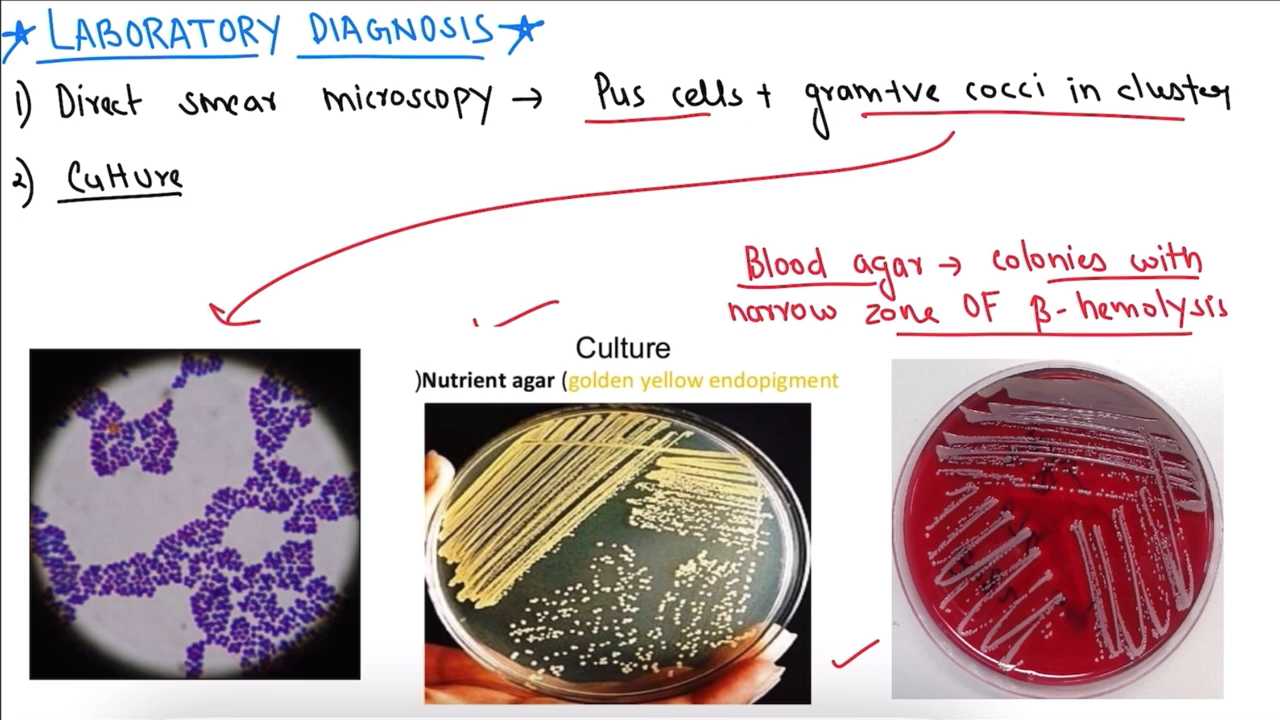 ★ LABORATORY DIAGNOSIS ★
1) Direct smear microscopy → Pus cells + gram+ve cocci in cluster
2) Culture
Blood agar → colonies with
narrow zone OF β-hemolysis
Culture
)Nutrient agar (golden yellow endopigment